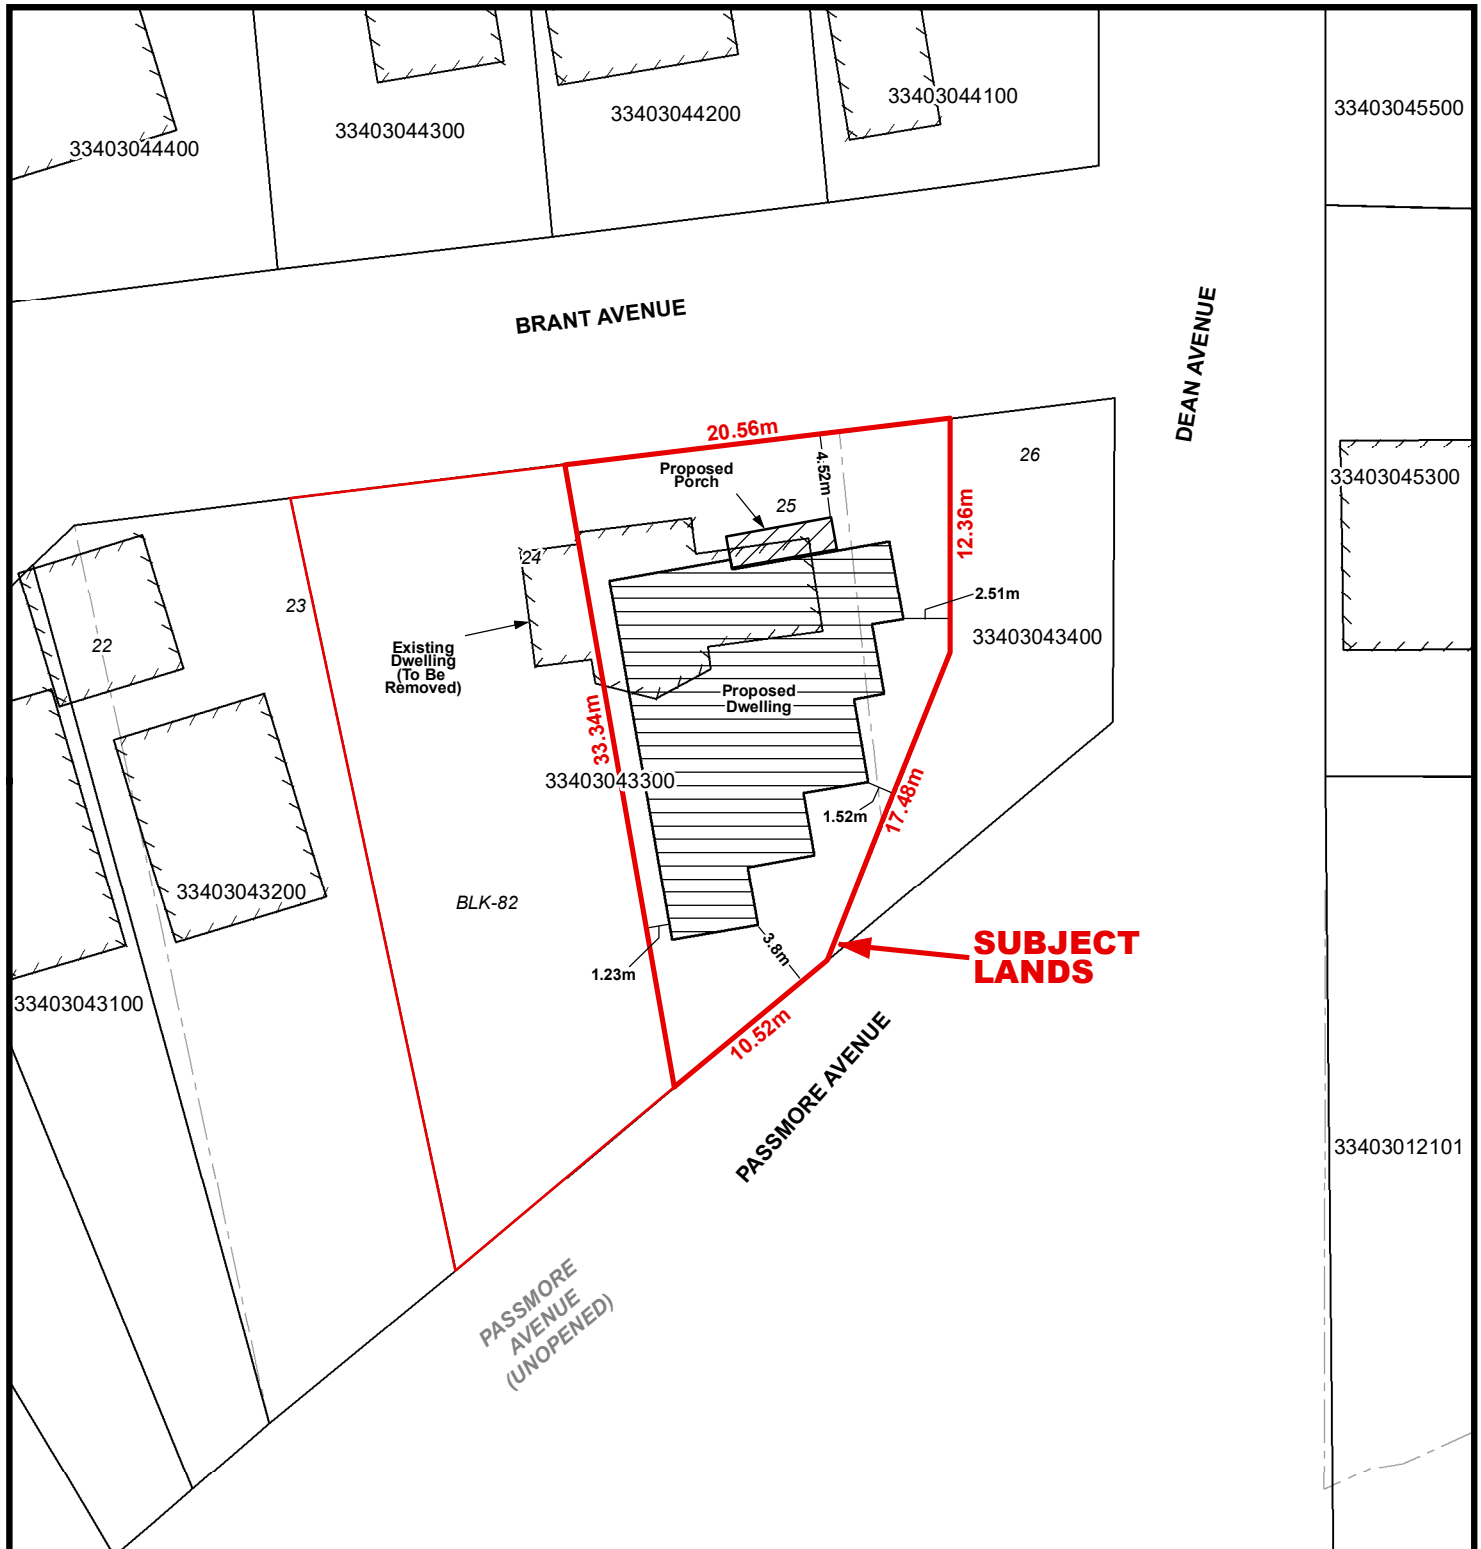 33403044400
33403044300
33403044200
33403044100
33403045500
BRANT AVENUE
DEAN AVENUE
20.56m
4.52m
Proposed
Porch
25
26
12.36m
33403045300
24
23
22
2.51m
33403043400
Existing
Dwelling
(To Be
Removed)
Proposed
Dwelling
33.34m
33403043300
1.52m
17.48m
33403043200
BLK-82
1.23m
3.8m
SUBJECT
LANDS
33403043100
10.52m
PASSMORE AVENUE
33403012101
PASSMORE
AVENUE
(UNOPENED)